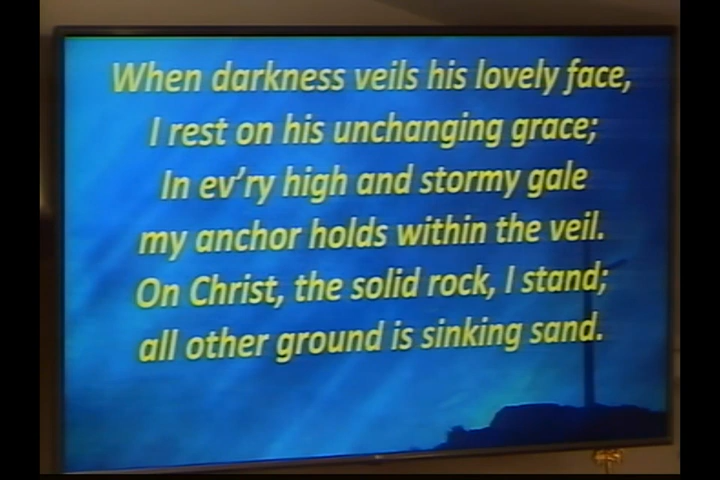 When darkness veils his lovely face,
I rest on his unchanging grace;
In ev'ry high and stormy gale
my anchor holds within the veil.
On Christ, the solid rock, I stand;
all other ground is sinking sand.